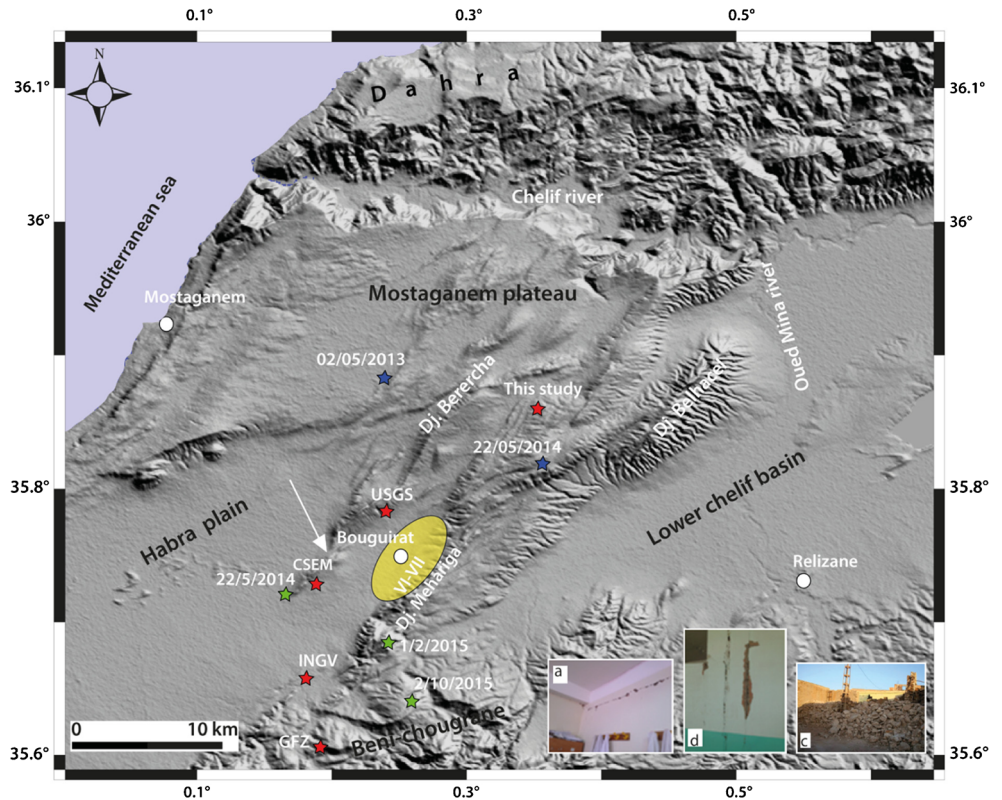 0.1°
0.3°
0.5°
N
36.1°
Dahra
36.1°
Chelif river
36°
36°
Mediterranean sea
Mostaganem
Mostaganem plateau
Oued Mina river
02/05/2013
Dj. Berercha
This study
Dj. Belhacel
22/05/2014
35.8°
35.8°
USGS
Lower chelif basin
Habra plain
Bouguirat
CSEM
VI-VII
Dj. Mehariga
Relizane
22/5/2014
1/2/2015
INGV
2/10/2015
a
d
c
0
10 km
GFZ
Beni-chougrane
35.6°
35.6°
0.1°
0.3°
0.5°